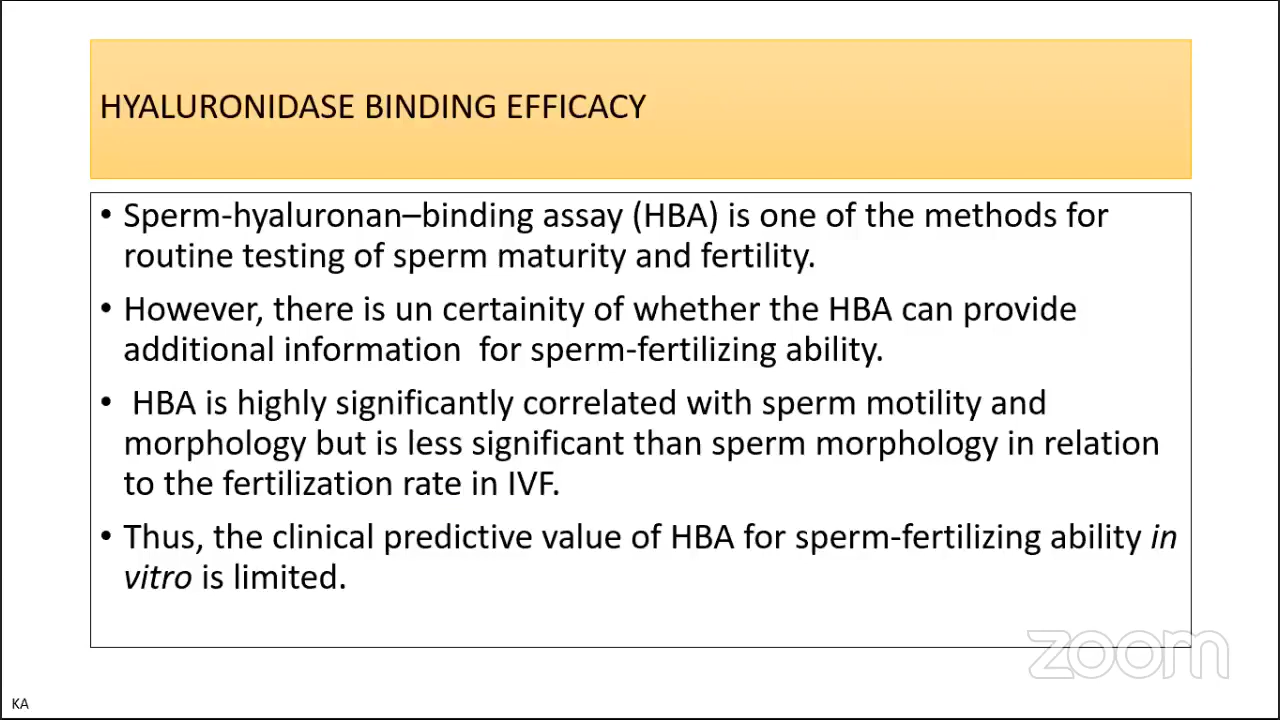 HYALURONIDASE BINDING EFFICACY
• Sperm-hyaluronan–binding assay (HBA) is one of the methods for
routine testing of sperm maturity and fertility.
• However, there is un certainity of whether the HBA can provide
additional information  for sperm-fertilizing ability.
•  HBA is highly significantly correlated with sperm motility and
morphology but is less significant than sperm morphology in relation
to the fertilization rate in IVF.
• Thus, the clinical predictive value of HBA for sperm-fertilizing ability in
vitro is limited.
zoom
KA